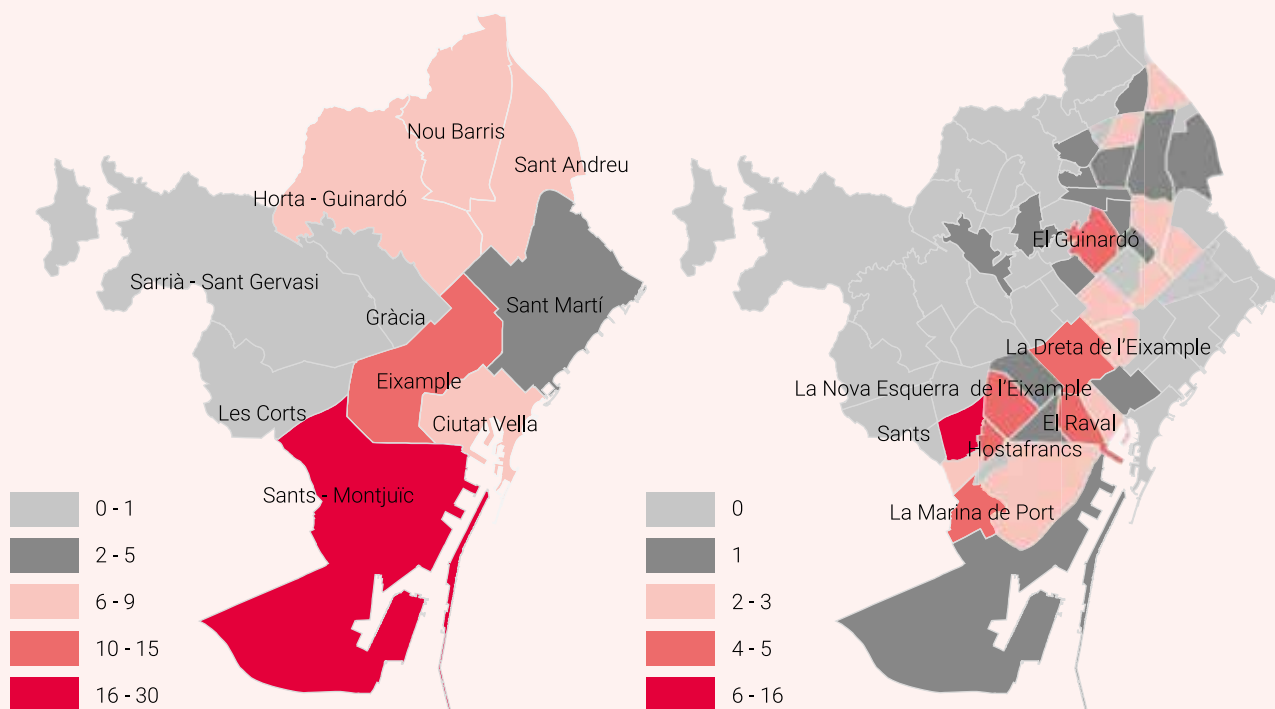 Nou Barris
Sant Andreu
Horta - Guinardó
Sarrià - Sant Gervasi
Gràcia
Sant Martí
Eixample
Les Corts
Ciutat Vella
Sants - Montjuïc
0 - 1
2 - 5
6 - 9
10 - 15
16 - 30
El Guinardó
La Dreta de l'Eixample
La Nova Esquerra de l'Eixample
El Raval
Sants
Hostafrancs
La Marina de Port
0
1
2 - 3
4 - 5
6 - 16